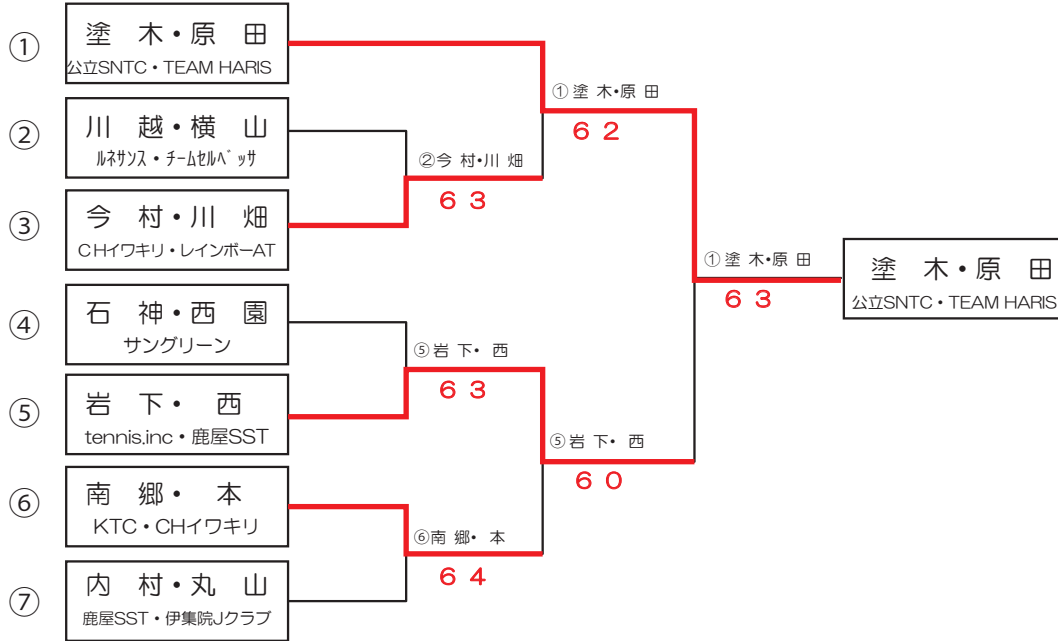 ① 塗 木・原 田
公立SNTC・TEAM HARIS
② 川 越・横 山
ルネサンス・チームセルベッサ
③ 今 村・川 畑
CHイワキリ・レインボーAT
④ 石 神・西 園
サングリーン
⑤ 岩 下・ 西
tennis.inc・鹿屋SST
⑥ 南 郷・ 本
KTC・CHイワキリ
⑦ 内 村・丸 山
鹿屋SST・伊集院Jクラブ
②今 村・川 畑
6 3
⑤岩 下・ 西
6 3
⑥南 郷・ 本
6 4
①塗 木・原 田
6 2
⑤岩 下・ 西
6 0
①塗 木・原 田
6 3
塗 木・原 田
公立SNTC・TEAM HARIS